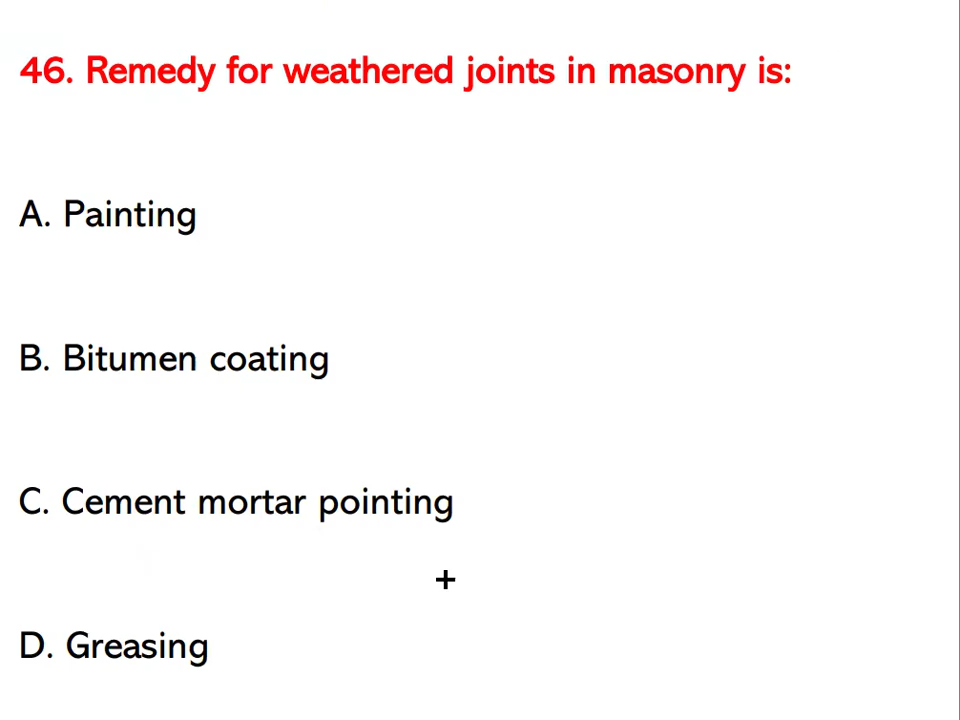 46. Remedy for weathered joints in masonry is:
A. Painting
B. Bitumen coating
C. Cement mortar pointing
D. Greasing